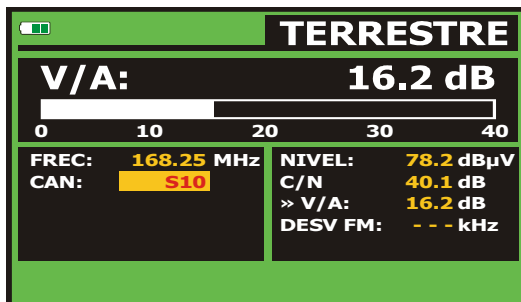 TERRESTRE
V/A: 16.2 dB
0 10 20 30 40
FREC: 168.25 MHz
CAN: S10
NIVEL: 78.2 dBµV
C/N 40.1 dB
» V/A: 16.2 dB
DESV FM: - - - kHz